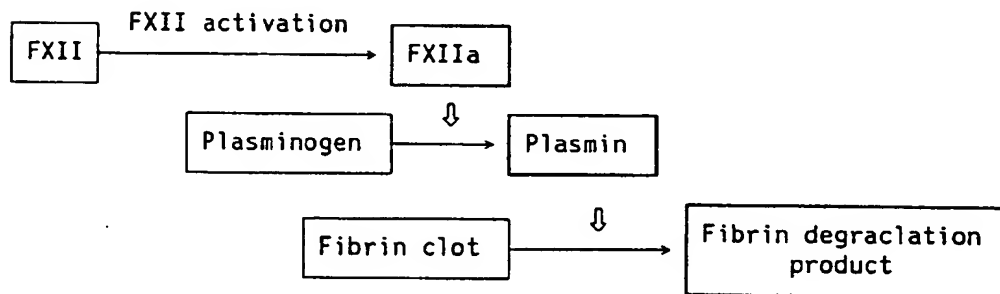 FXII activation
FXII
FXIIa
Plasminogen
Plasmin
Fibrin clot
Fibrin degraclation
product